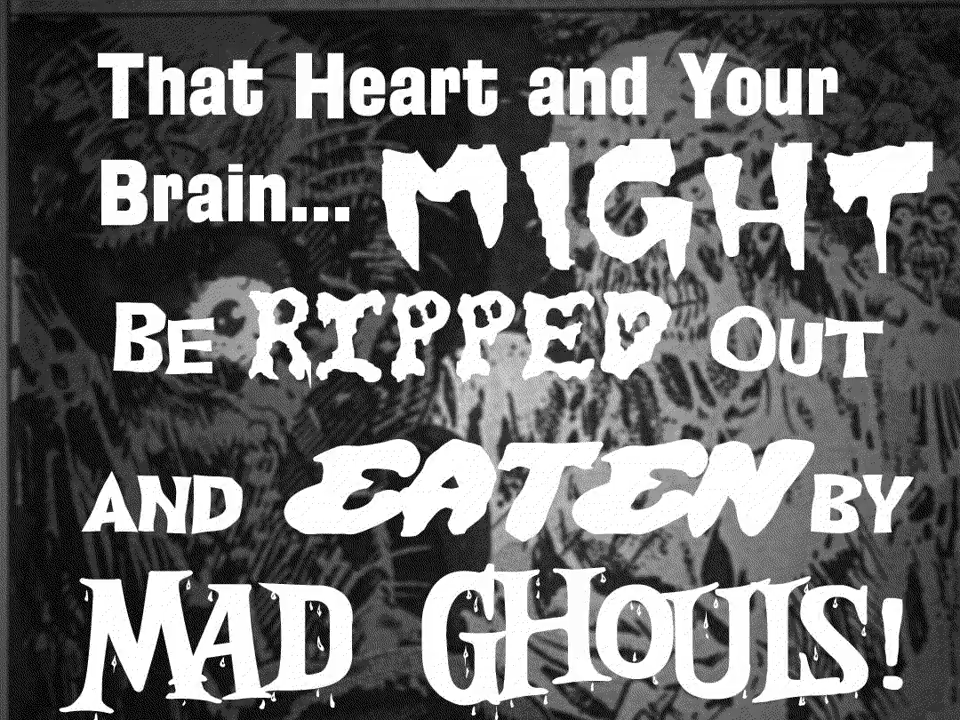 That Heart and Your
Brain... MIGHT
BE RIPPED OUT
AND EATEN BY
MAD GHOULS!